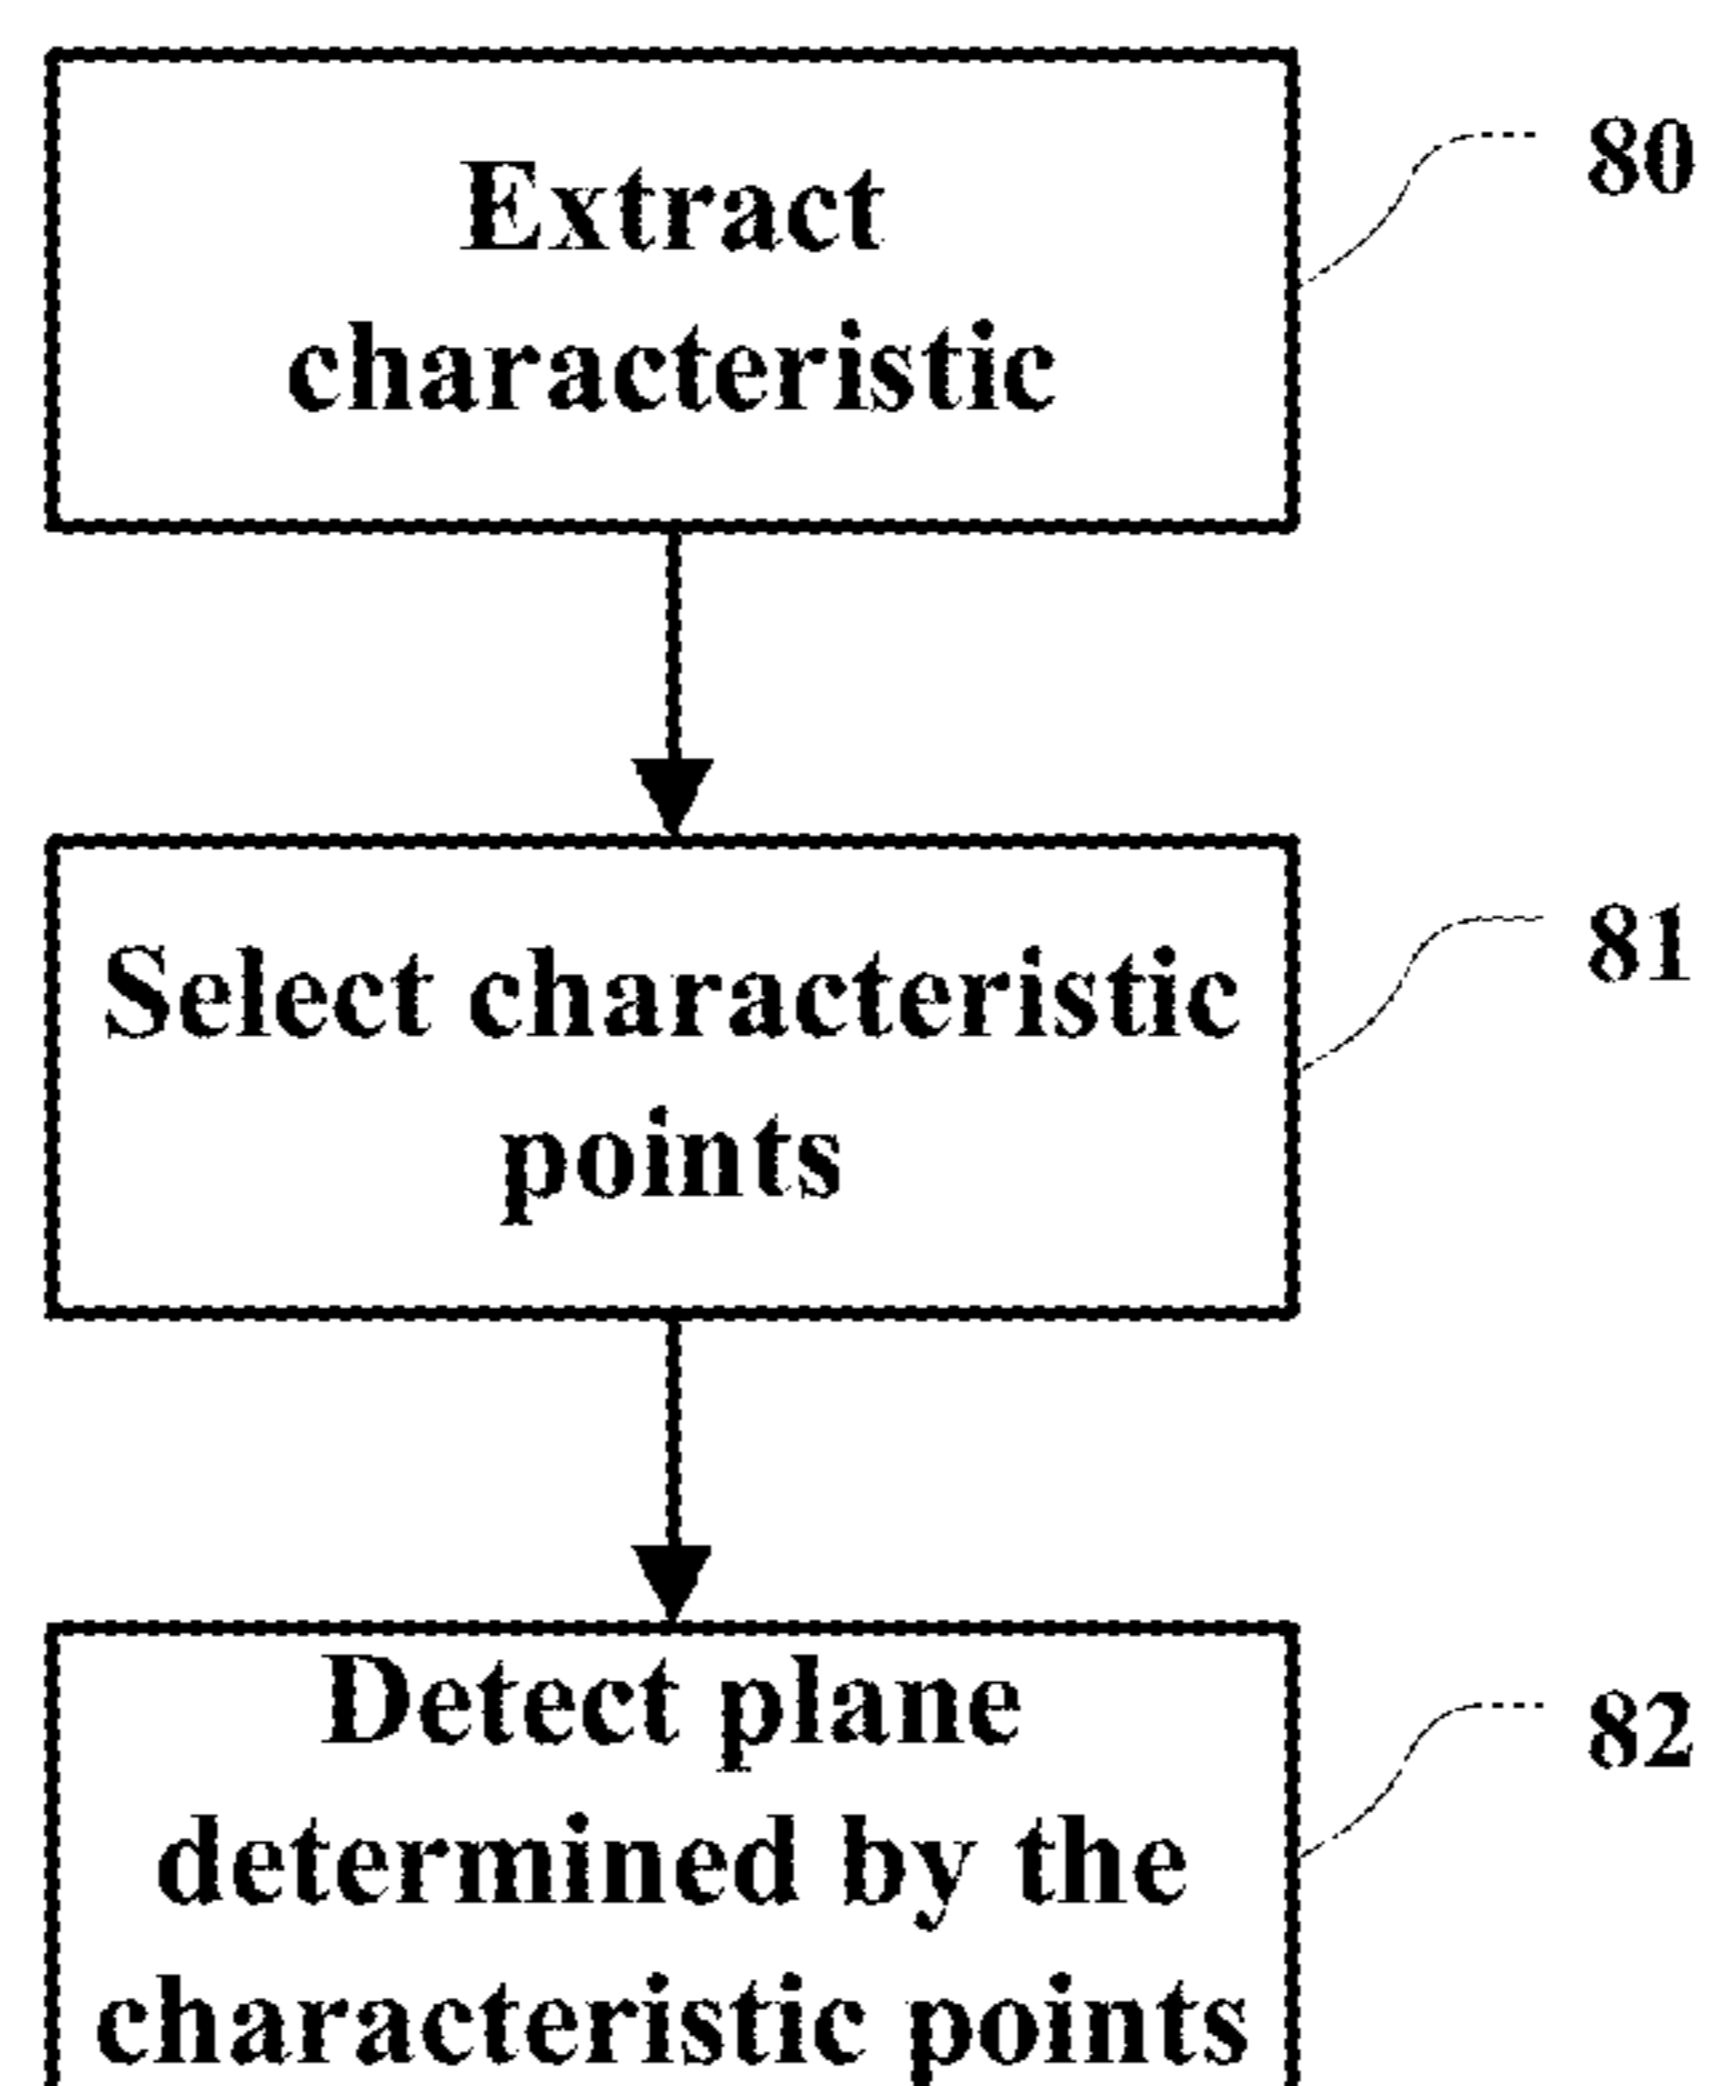 Extract
characteristic
80
Select characteristic
points
81
Detect plane
determined by the
characteristic points
82